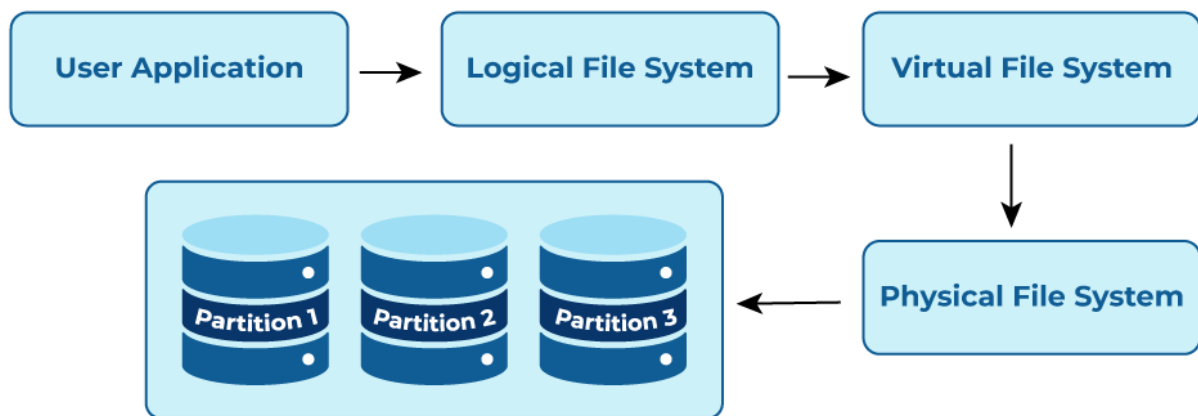 User Application
Logical File System
Virtual File System
Physical File System
Partition 1
Partition 2
Partition 3